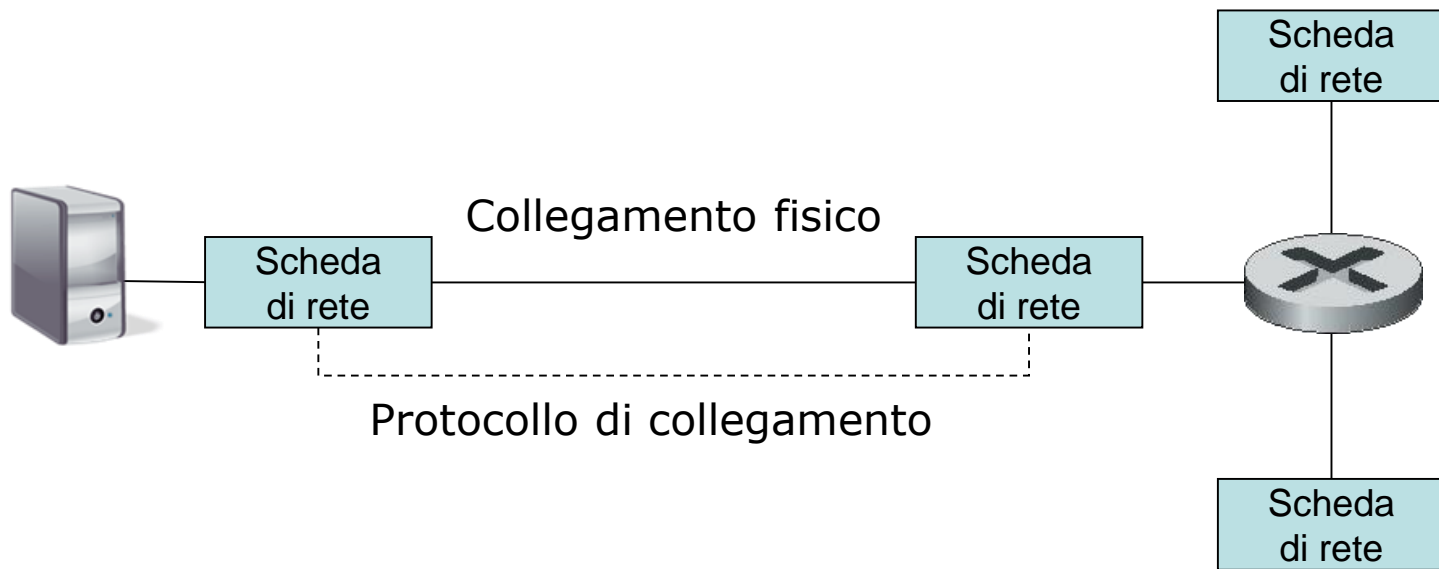 Scheda
di rete
Collegamento fisico
Scheda
di rete
Scheda
di rete
Protocollo di collegamento
Scheda
di rete